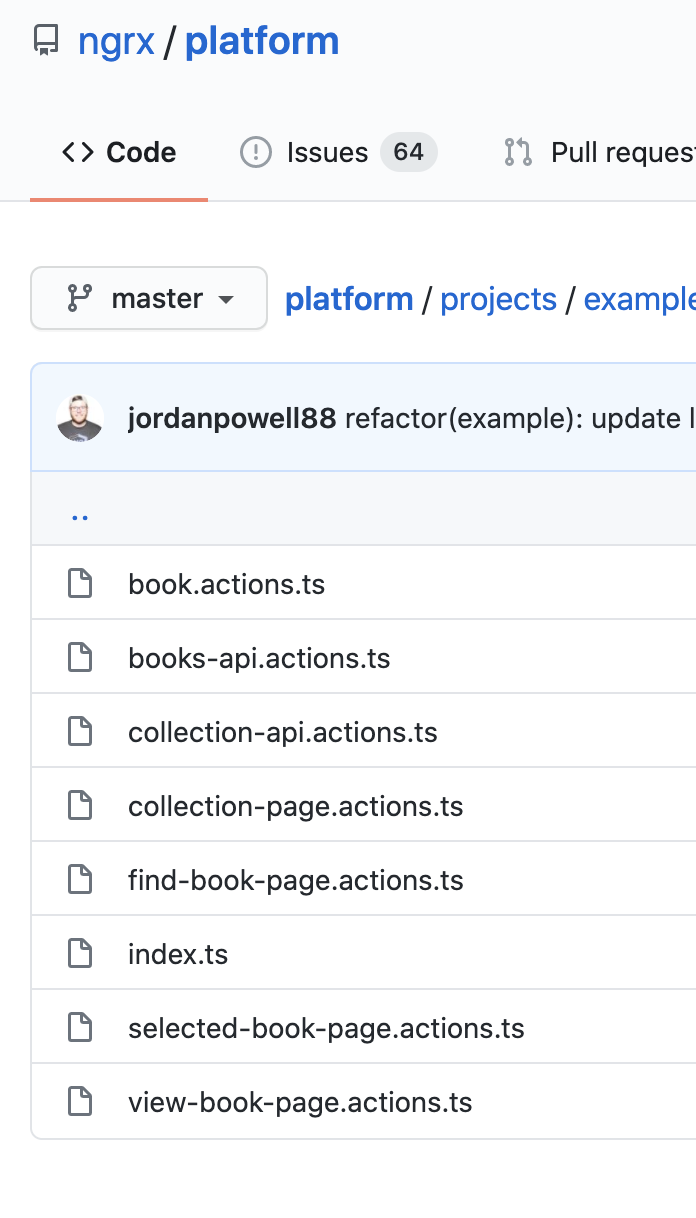 ngrx / platform
Code Issues 64 Pull
master platform / projects /
jordanpowell88 refactor(example): update
..
book.actions.ts
books-api.actions.ts
collection-api.actions.ts
collection-page.actions.ts
find-book-page.actions.ts
index.ts
selected-book-page.actions.ts
view-book-page.actions.ts